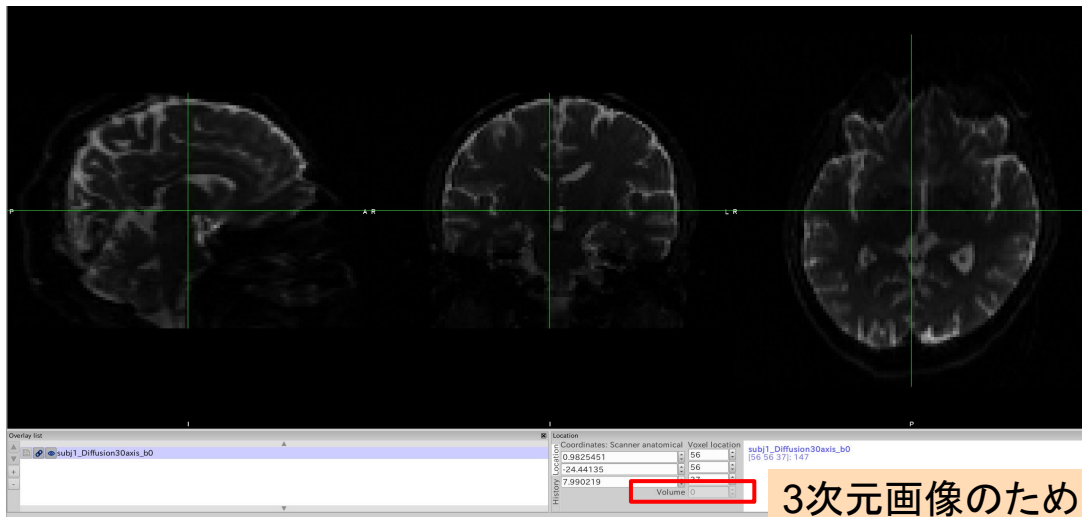 P
A R
L R
I
I
P
Overlay list
Location
Coordinates: Scanner anatomical Voxel location
subj1_Diffusion30axis_b0
0.9825451
56
subj1_Diffusion30axis_b0
[56 56 37]: 147
-24.44135
56
7.990219
37
Volume 0
History Location
3次元画像のため